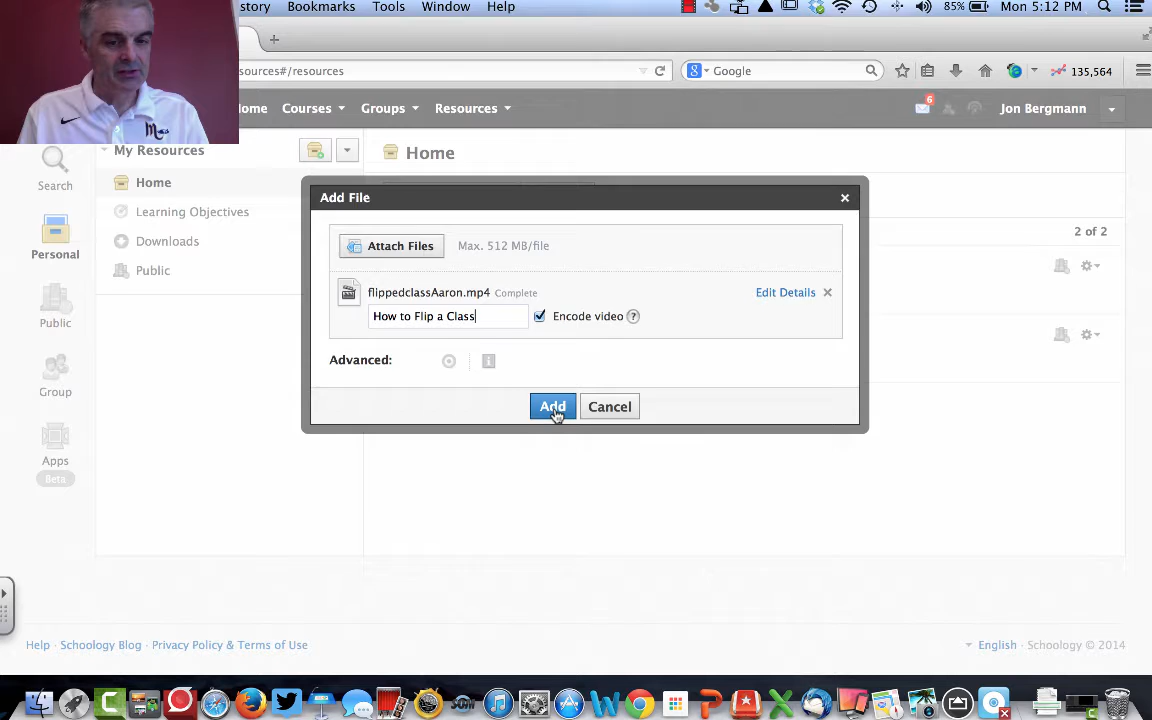 story Bookmarks Tools Window Help 85% Mon 5:12 PM
sources#/resources Google 135,564
ome Courses Groups Resources 6 Jon Bergmann
My Resources Home
Search Home
Learning Objectives
Personal Downloads
Public
2 of 2
Add File
Attach Files Max. 512 MB/file
flippedclassAaron.mp4 Complete Edit Details
How to Flip a Class Encode video ?
Advanced:
Add Cancel
Public
Group
Apps
Beta
Help · Schoology Blog · Privacy Policy & Terms of Use English Schoology © 2014